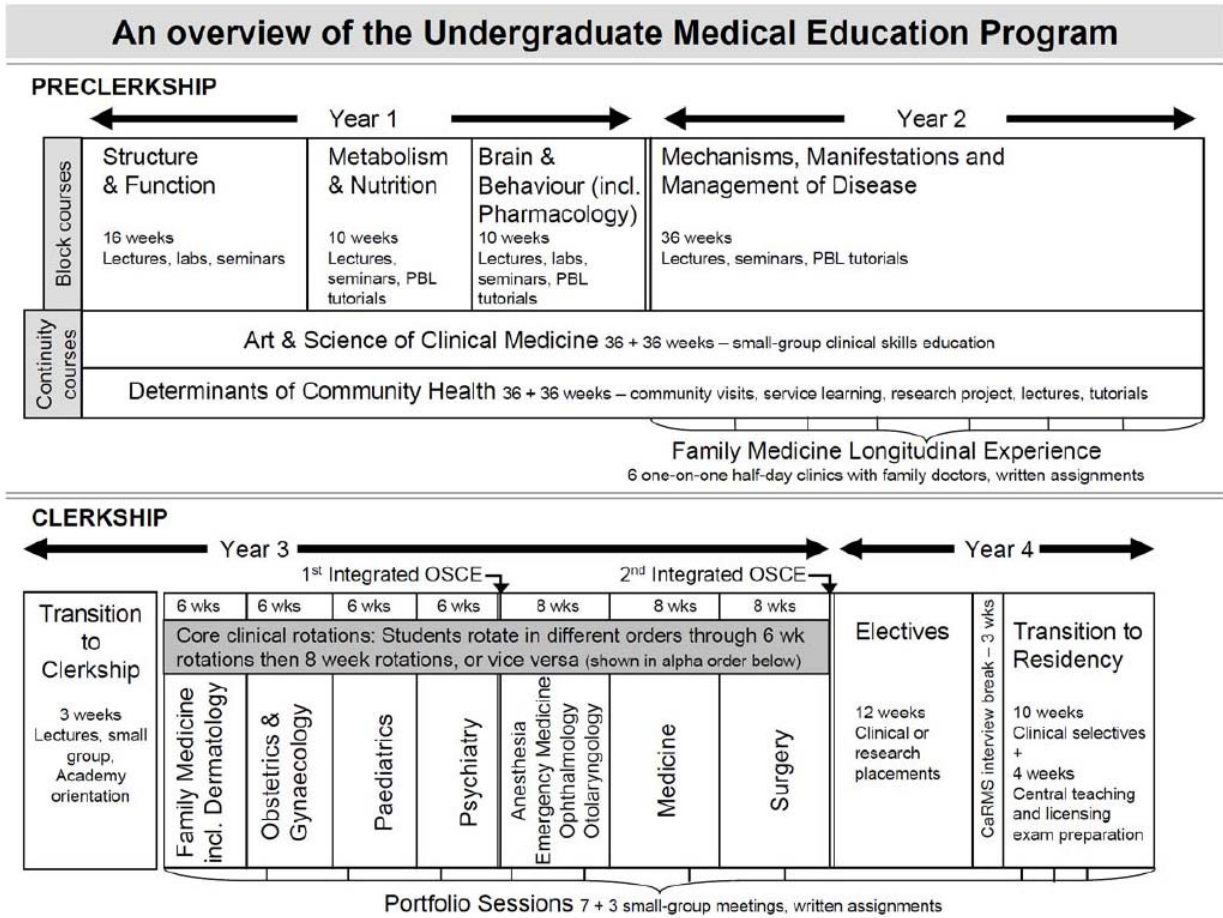 An overview of the Undergraduate Medical Education Program
PRECLERKSHIP
Year 1
Year 2
Block courses
Structure
& Function
16 weeks
Lectures, labs, seminars
Metabolism
& Nutrition
10 weeks
Lectures,
seminars, PBL
tutorials
Brain &
Behaviour (incl.
Pharmacology)
10 weeks
Lectures, labs,
seminars, PBL
tutorials
Mechanisms, Manifestations and
Management of Disease
36 weeks
Lectures, seminars, PBL tutorials
Continuity
courses
Art & Science of Clinical Medicine 36 + 36 weeks – small-group clinical skills education
Determinants of Community Health 36 + 36 weeks – community visits, service learning, research project, lectures, tutorials
Family Medicine Longitudinal Experience
6 one-on-one half-day clinics with family doctors, written assignments
CLERKSHIP
Year 3
Year 4
1st Integrated OSCE
2nd Integrated OSCE
Transition
to
Clerkship
3 weeks
Lectures, small
group,
Academy
orientation
6 wks
6 wks
6 wks
6 wks
8 wks
8 wks
8 wks
Core clinical rotations: Students rotate in different orders through 6 wk
rotations then 8 week rotations, or vice versa (shown in alpha order below)
Family Medicine
incl. Dermatology
Obstetrics &
Gynaecology
Paediatrics
Psychiatry
Anesthesia
Emergency Medicine
Ophthalmology
Otolaryngology
Medicine
Surgery
Electives
12 weeks
Clinical or
research
placements
CaRMS interview break – 3 wks
Transition to
Residency
10 weeks
Clinical selectives
+
4 weeks
Central teaching
and licensing
exam preparation
Portfolio Sessions 7 + 3 small-group meetings, written assignments